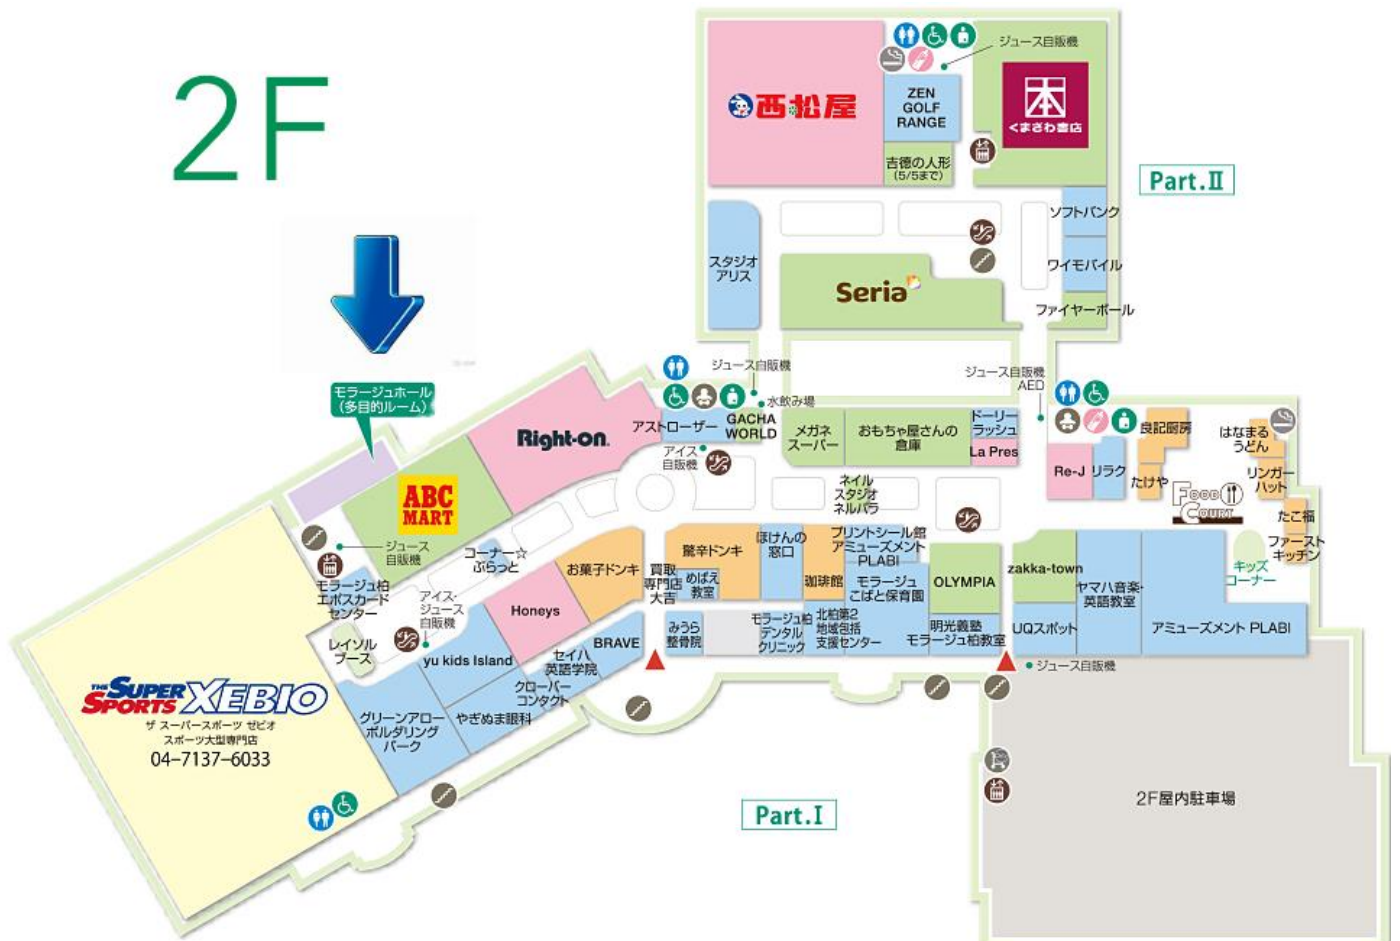 2F
西松屋
ZEN
GOLF
RANGE
吉徳の人形
(5/5まで)
ジュース自販機
本
くまざわ書店
Part.Ⅱ
ソフトバンク
ワイモバイル
ファイヤーボール
スタジオ
アリス
Seria
モラージュホール
(多目的ルーム)
ジュース自販機
水飲み場
ジュース自販機
AED
Right-on.
アストローザー
GACHA
WORLD
アイス
自販機
メガネ
スーパー
おもちゃ屋さんの
倉庫
ドーリー
ラッシュ
La Pres
Re-J
リラク
良記厨房
たけや
はなまる
うどん
リンガー
ハット
FOOD
COURT
たこ福
ファースト
キッチン
キッズ
コーナー
ABC
MART
ジュース
自販機
コーナー☆
ぷらっと
モラージュ柏
エポスカード
センター
アイス・
ジュース
自販機
レイソル
ブース
お菓子ドンキ
買取
専門店
大吉
驚辛ドンキ
めばえ
教室
ほけんの
窓口
ネイル
スタジオ
ネルパラ
プリントシール館
アミューズメント
PLABI
珈琲館
モラージュ
こばと保育園
OLYMPIA
zakka-town
ヤマハ音楽・
英語教室
アミューズメント PLABI
UQスポット
Honeys
yu kids Island
BRAVE
セイハ
英語学院
クローバー
コンタクト
やぎぬま眼科
グリーンアロー
ボルダリング
パーク
みうら
整骨院
モラージュ柏
デンタル
クリニック
北柏第2
地域包括
支援センター
明光義塾
モラージュ柏教室
ジュース自販機
THE SUPER
SPORTS XEBIO
ザ スーパースポーツ ゼビオ
スポーツ大型専門店
04-7137-6033
Part.Ⅰ
2F屋内駐車場